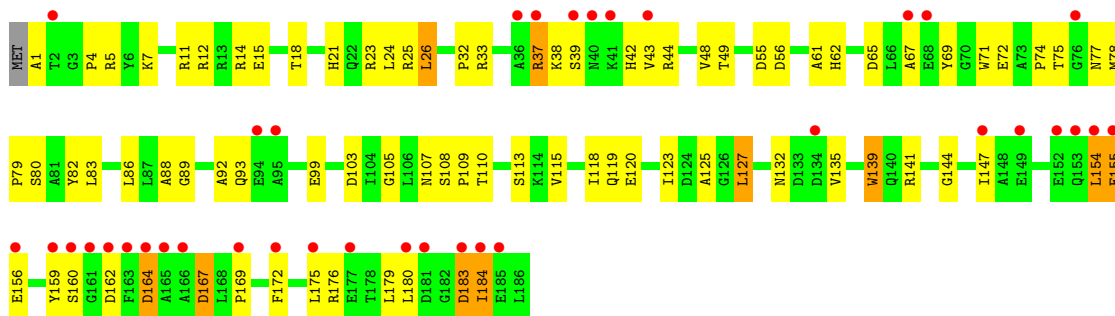 MET A1 T2 G3 P4 R5 Y6 K7 R11 R12 R13 R14 E15 T18 H21 Q22 R23 L24 R25 L26 P32 R33 A36 R37 K38 S39 N40 K41 H42 V43 R44 V48 T49 D55 D56 A61 H62 D65 L66 A67 E68 Y69 G70 W71 E72 A73 P74 T75 G76 N77 M78
P79 S80 A81 Y82 L83 L86 L87 A88 G89 A92 Q93 E94 A95 E99 D103 I104 G105 L106 N107 S108 P109 T110 S113 K114 V115 I118 Q119 E120 I123 D124 A125 G126 L127 N132 D133 D134 V135 W139 Q140 R141 G144 I147 A148 E149 E152 Q153 L154 E155
E156 Y159 S160 G161 D162 F163 D164 A165 A166 D167 L168 P169 F172 L175 R176 E177 T178 L179 L180 D181 G182 D183 I184 E185 L186